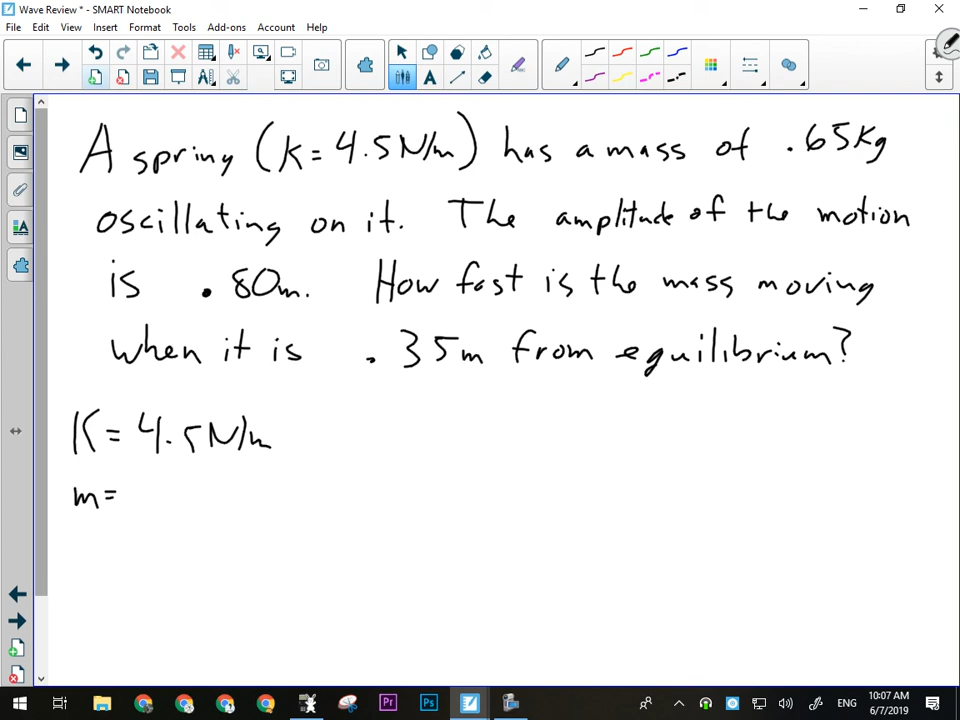 Wave Review * - SMART Notebook
File Edit View Insert Format Tools Add-ons Account Help
A spring (K = 4.5 N/m) has a mass of .65 Kg
oscillating on it. The amplitude of the motion
is .80m. How fast is the mass moving
when it is .35m from equilibrium?
K = 4.5 N/m
m =
ENG
10:07 AM
6/7/2019